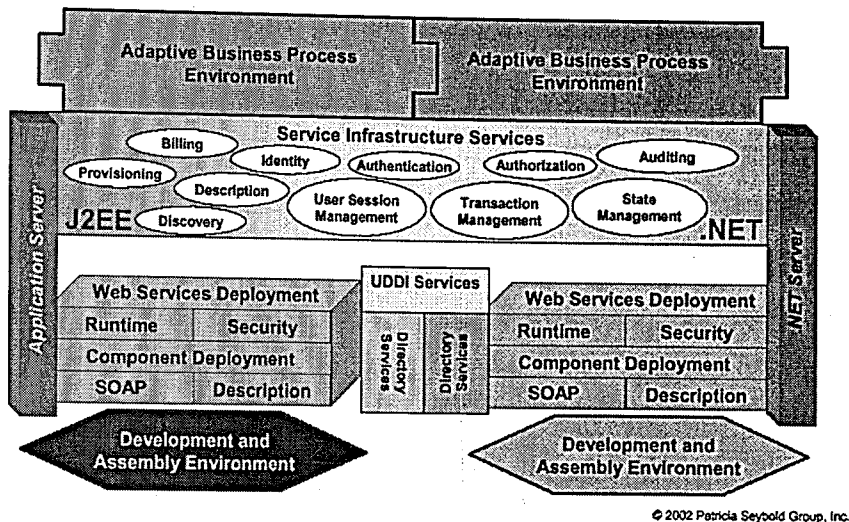 Adaptive Business Process
Environment
Adaptive Business Process
Environment
Service Infrastructure Services
Billing
Identity
Authentication
Authorization
Auditing
Provisioning
Description
User Session
Management
Transaction
Management
State
Management
Discovery
J2EE
.NET
Application Server
.NET Server
Web Services Deployment
Runtime
Security
Component Deployment
SOAP
Description
UDDI Services
Directory
Services
Directory
Services
Web Services Deployment
Runtime
Security
Component Deployment
SOAP
Description
Development and
Assembly Environment
Development and
Assembly Environment
© 2002 Patricia Seybold Group, Inc.